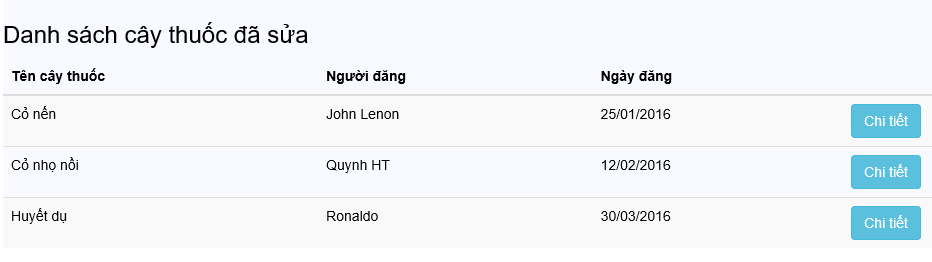 Danh sách cây thuốc đã sửa
Tên cây thuốc Người đăng Ngày đăng
Cỏ nến John Lenon 25/01/2016 Chi tiết
Cỏ nhọ nồi Quynh HT 12/02/2016 Chi tiết
Huyết dụ Ronaldo 30/03/2016 Chi tiết